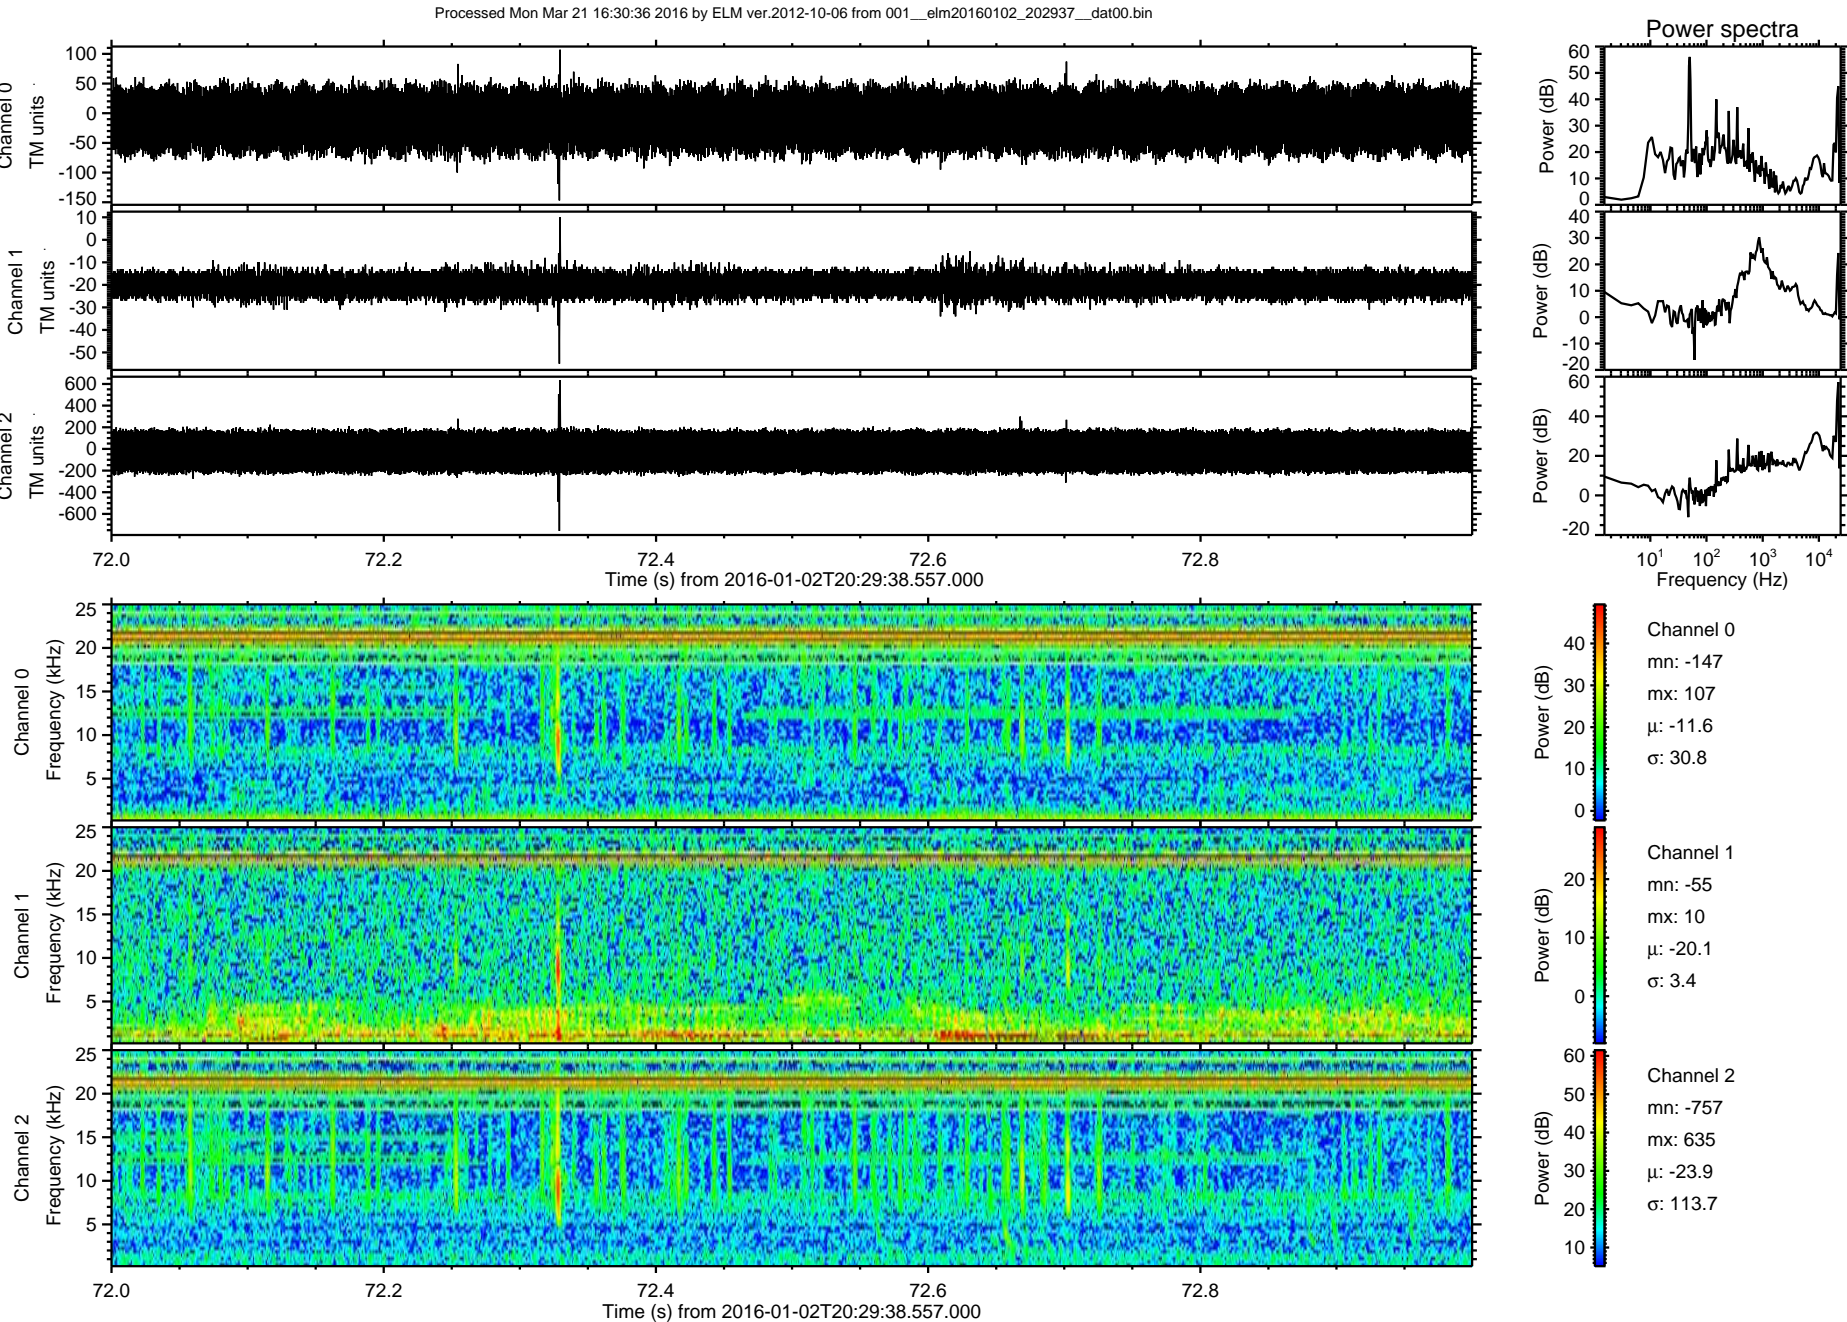 Processed Mon Mar 21 16:30:36 2016 by ELM ver.2012-10-06 from 001__elm20160102_202937__dat00.bin
Power spectra
Channel 0
TM units
100
50
0
-50
-100
-150
Power (dB)
60
50
40
30
20
10
0
Channel 1
TM units
10
0
-10
-20
-30
-40
-50
Power (dB)
40
30
20
10
0
-10
-20
Channel 2
TM units
600
400
200
0
-200
-400
-600
Power (dB)
60
40
20
0
-20
72.0 72.2 72.4 72.6 72.8
Time (s) from 2016-01-02T20:29:38.557.000
10^1 10^2 10^3 10^4
Frequency (Hz)
Channel 0
Frequency (kHz)
25
20
15
10
5
Power (dB)
40
30
20
10
0
Channel 0
mn: -147
mx: 107
μ: -11.6
σ: 30.8
Channel 1
Frequency (kHz)
25
20
15
10
5
Power (dB)
20
10
0
Channel 1
mn: -55
mx: 10
μ: -20.1
σ: 3.4
Channel 2
Frequency (kHz)
25
20
15
10
5
Power (dB)
60
50
40
30
20
10
Channel 2
mn: -757
mx: 635
μ: -23.9
σ: 113.7
72.0 72.2 72.4 72.6 72.8
Time (s) from 2016-01-02T20:29:38.557.000